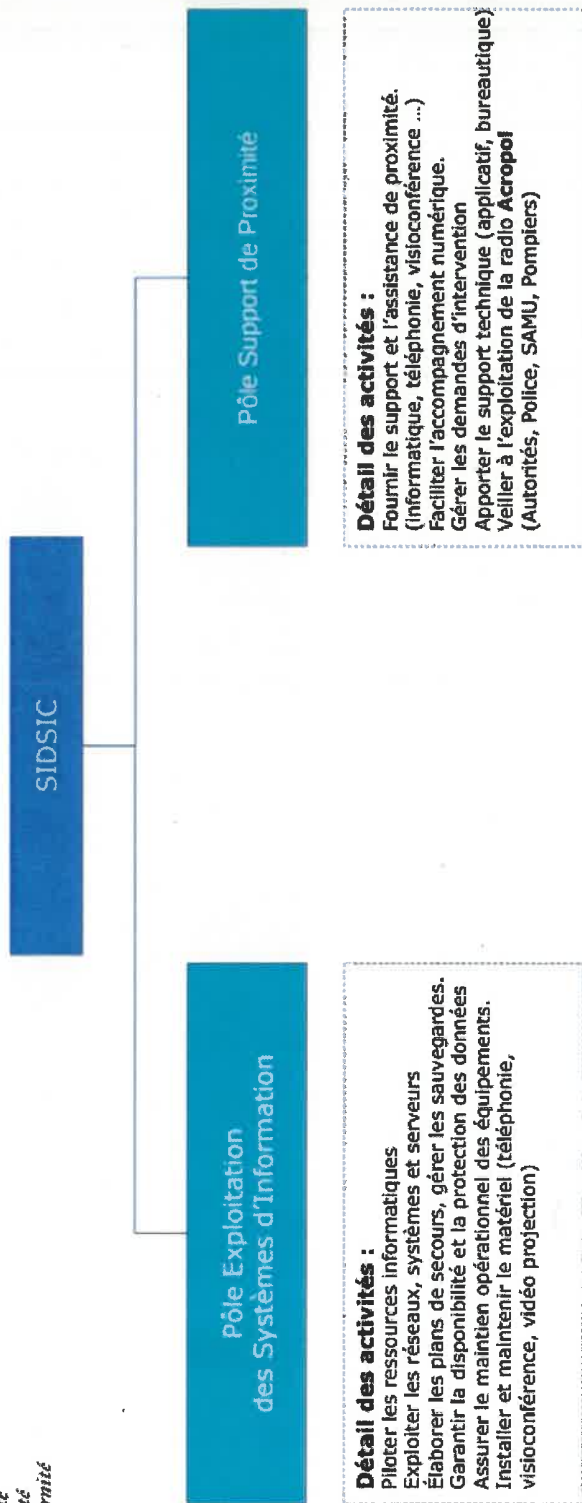 SIDSIC
Pôle Exploitation
des Systèmes d'Information
Détail des activités :
Piloter les ressources informatiques
Exploiter les réseaux, systèmes et serveurs
Élaborer les plans de secours, gérer les sauvegardes.
Garantir la disponibilité et la protection des données
Assurer le maintien opérationnel des équipements.
Installer et maintenir le matériel (téléphonie,
visioconférence, vidéo projection)
Pôle Support de Proximité
Détail des activités :
Fournir le support et l'assistance de proximité.
(informatique, téléphonie, visioconférence ...)
Faciliter l'accompagnement numérique.
Gérer les demandes d'intervention
Apporter le support technique (applicatif, bureautique)
Veiller à l'exploitation de la radio Acropol
(Autorités, Police, SAMU, Pompiers)